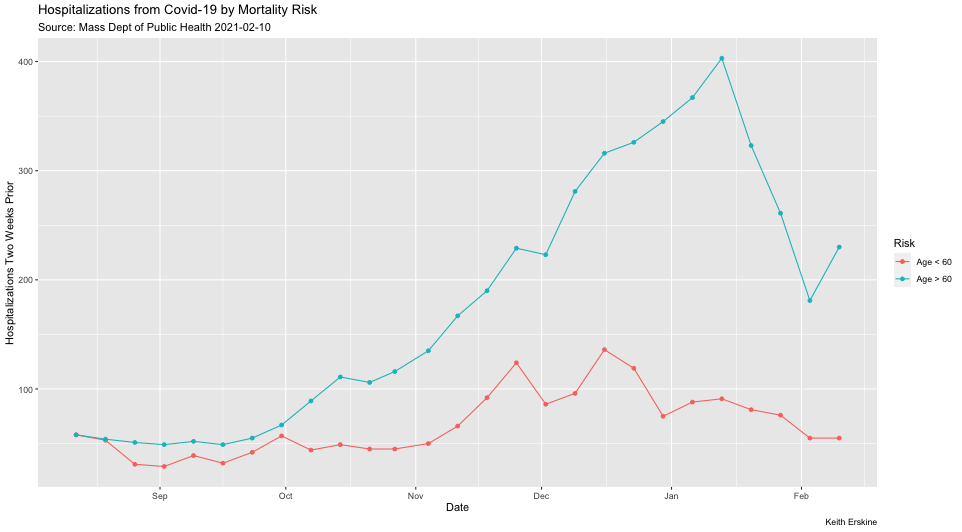 Hospitalizations from Covid-19 by Mortality Risk
Source: Mass Dept of Public Health 2021-02-10
Hospitalizations Two Weeks Prior
400
300
200
100
Sep Oct Nov Dec Jan Feb
Date
Risk
Age < 60
Age > 60
Keith Erskine